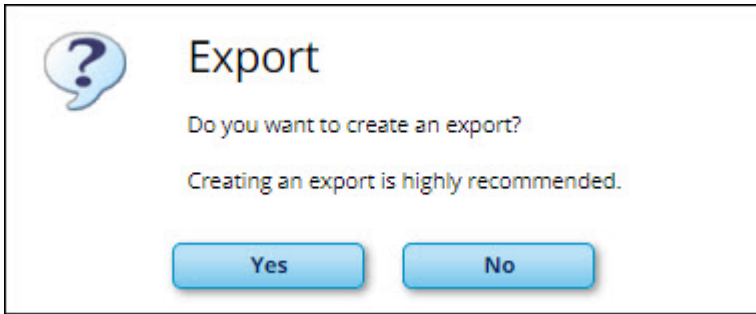 Export
Do you want to create an export?
Creating an export is highly recommended.
Yes No